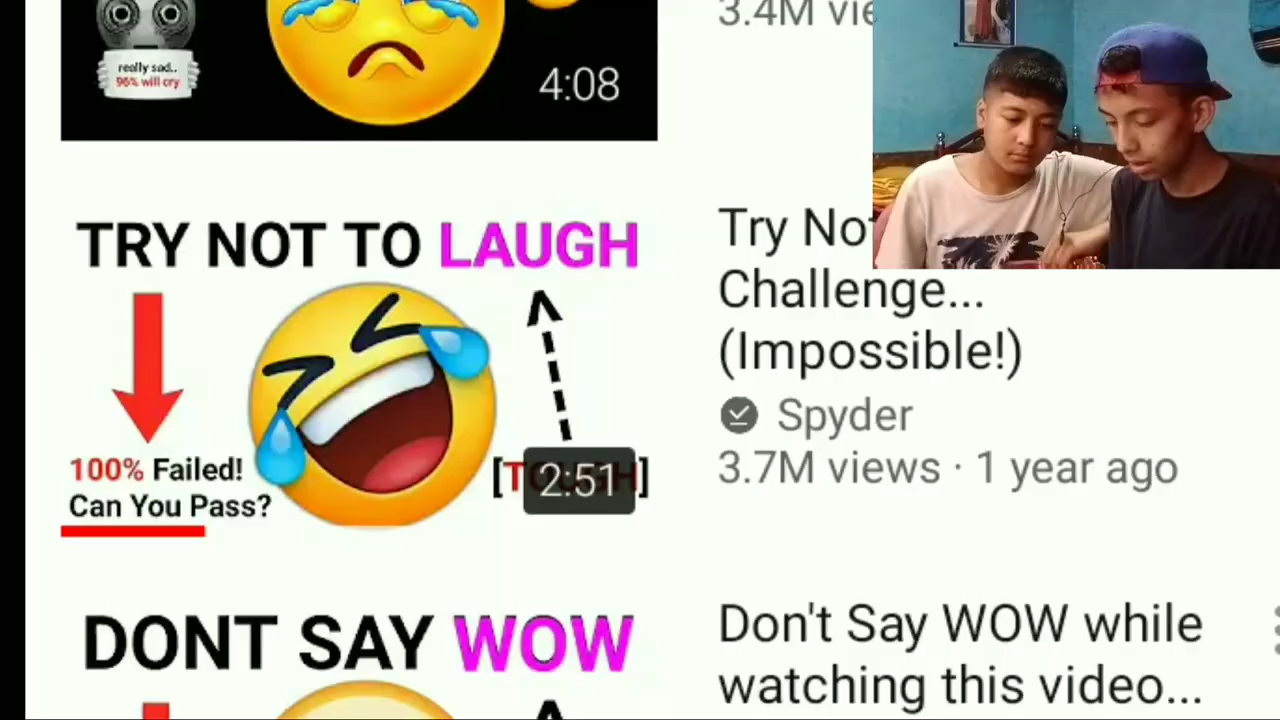 3.4M vie
really sad..
96% will cry
4:08
TRY NOT TO LAUGH
100% Failed!
Can You Pass?
2:51
Try No
Challenge...
(Impossible!)
Spyder
3.7M views · 1 year ago
DONT SAY WOW
Don't Say WOW while
watching this video...